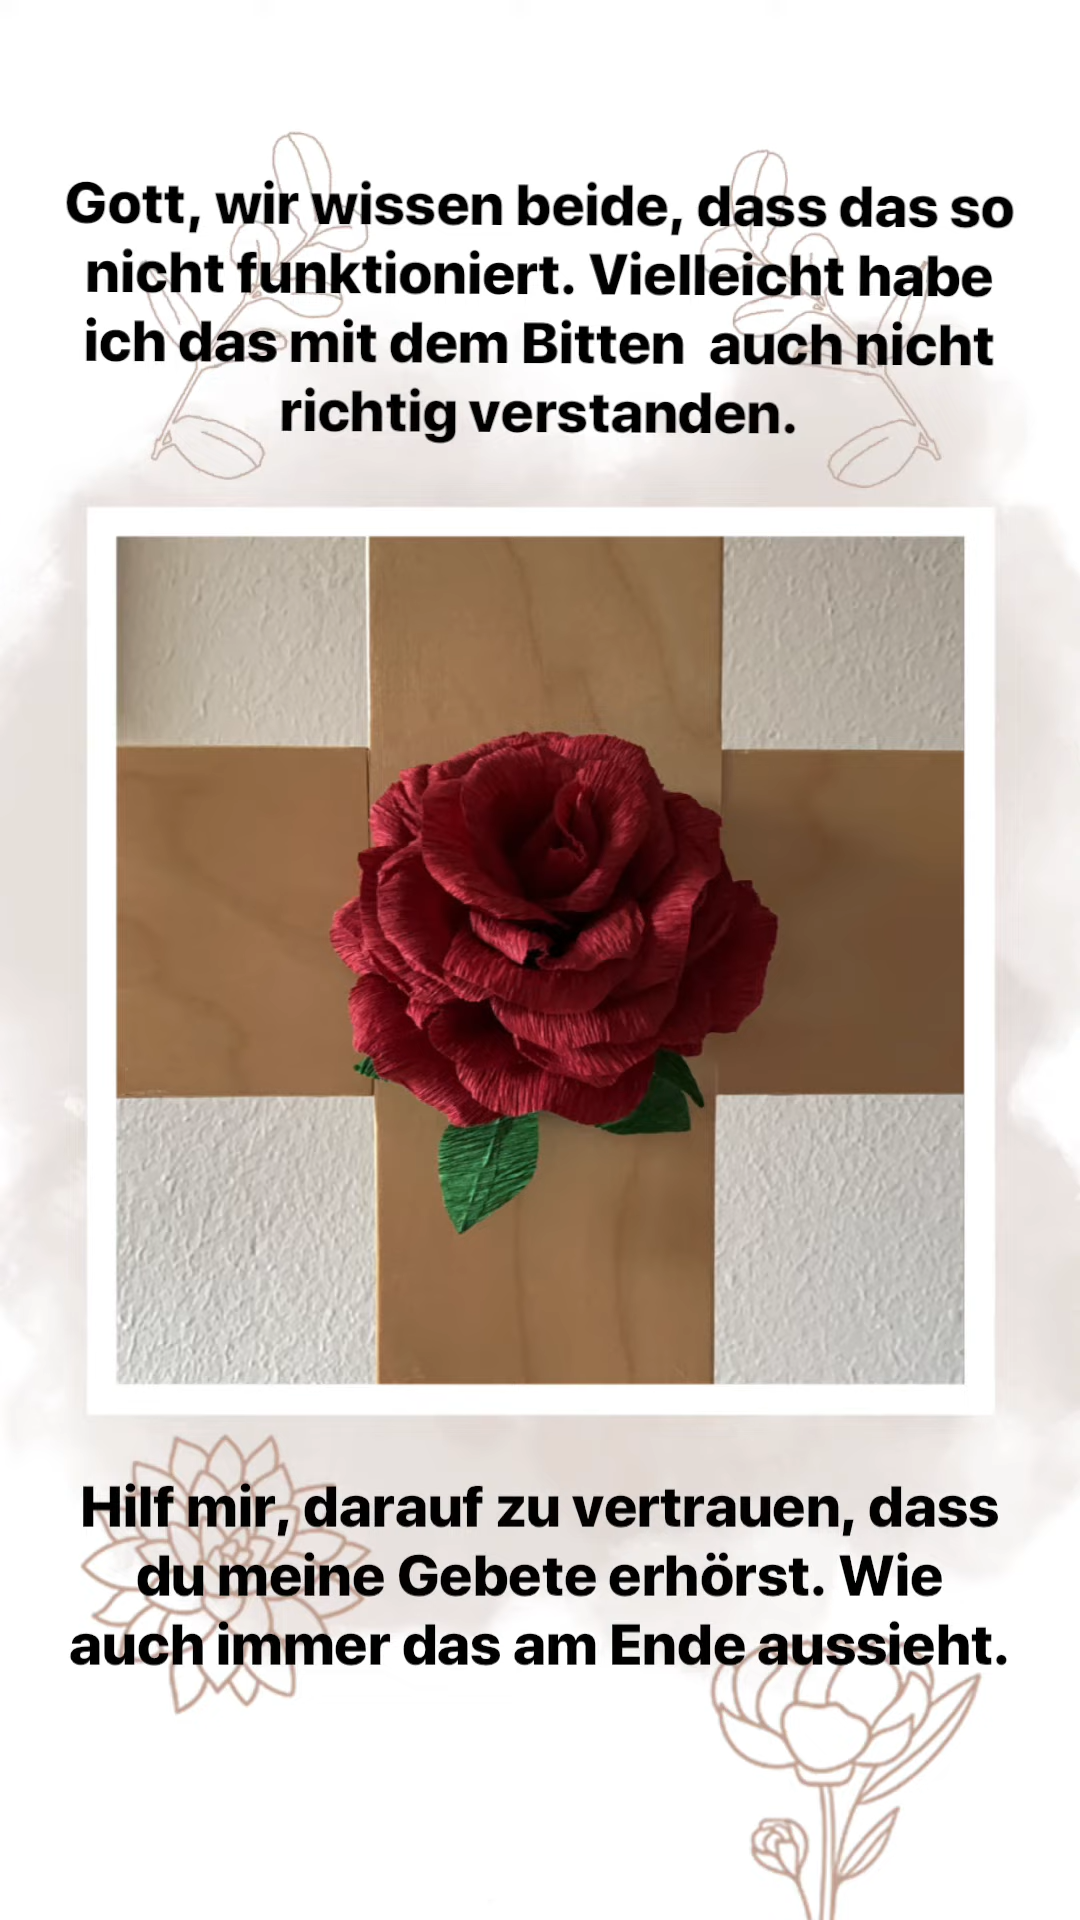 Gott, wir wissen beide, dass das so
nicht funktioniert. Vielleicht habe
ich das mit dem Bitten  auch nicht
richtig verstanden.
Hilf mir, darauf zu vertrauen, dass
du meine Gebete erhörst. Wie
auch immer das am Ende aussieht.